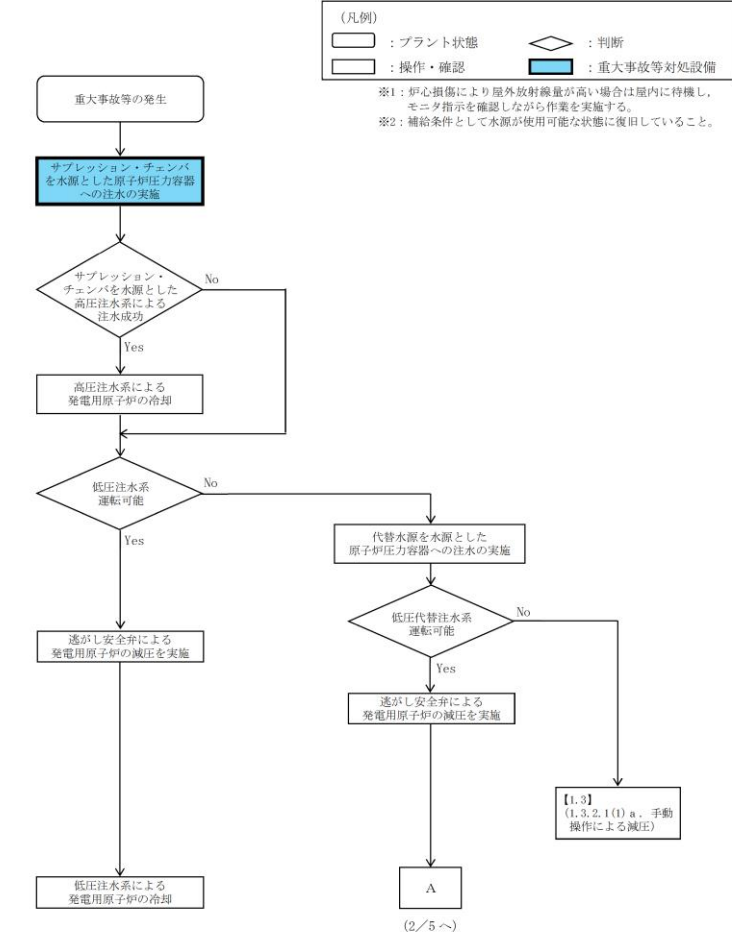 (凡例)
：プラント状態
：判断
：操作・確認
：重大事故等対処設備
※1：炉心損傷により屋外放射線量が高い場合は屋内に待機し，
モニタ指示を確認しながら作業を実施する。
※2：補給条件として水源が使用可能な状態に復旧していること。
重大事故等の発生
サプレッション・チェンバ
を水源とした原子炉圧力容器
への注水の実施
サプレッション・
チェンバを水源とした
高圧注水系による
注水成功
No
Yes
高圧注水系による
発電用原子炉の冷却
低圧注水系
運転可能
No
Yes
代替水源を水源とした
原子炉圧力容器への注水の実施
低圧代替注水系
運転可能
No
Yes
逃がし安全弁による
発電用原子炉の減圧を実施
逃がし安全弁による
発電用原子炉の減圧を実施
【1.3】
(1.3.2.1(1) a． 手動
操作による減圧)
低圧注水系による
発電用原子炉の冷却
A
(2／5 へ)